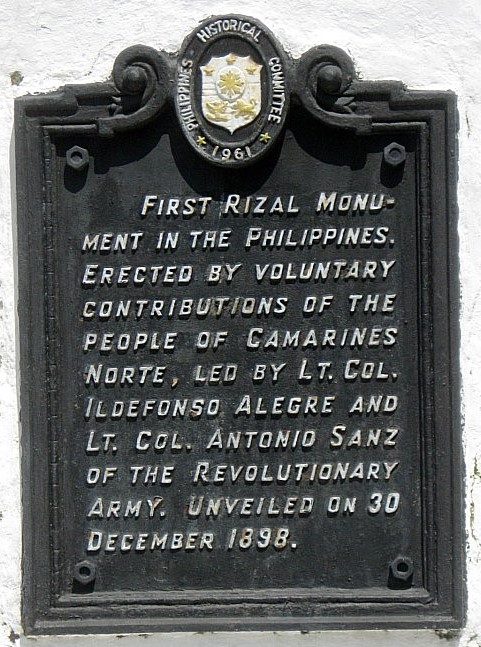 PHILIPPINES HISTORICAL COMMITTEE
1961
FIRST RIZAL MONU-
MENT IN THE PHILIPPINES.
ERECTED BY VOLUNTARY
CONTRIBUTIONS OF THE
PEOPLE OF CAMARINES
NORTE, LED BY LT. COL.
ILDEFONSO ALEGRE AND
LT. COL. ANTONIO SANZ
OF THE REVOLUTIONARY
ARMY. UNVEILED ON 30
DECEMBER 1898.